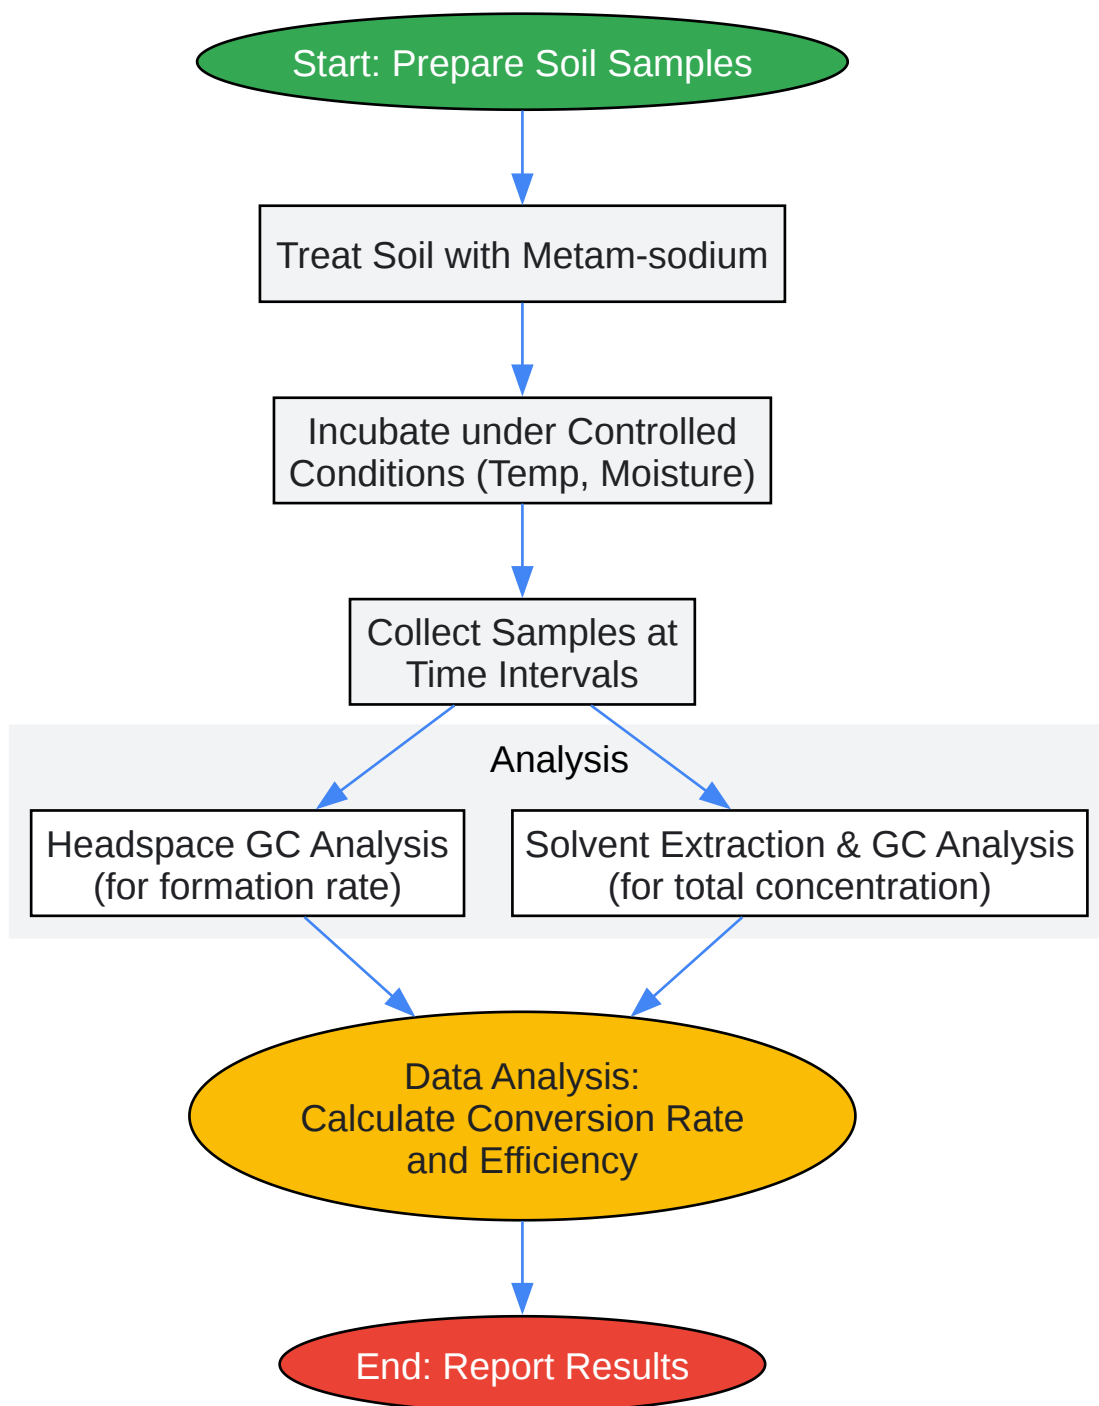 Start: Prepare Soil Samples
Treat Soil with Metam-sodium
Incubate under Controlled
Conditions (Temp, Moisture)
Collect Samples at
Time Intervals
Analysis
Headspace GC Analysis
(for formation rate)
Solvent Extraction & GC Analysis
(for total concentration)
Data Analysis:
Calculate Conversion Rate
and Efficiency
End: Report Results